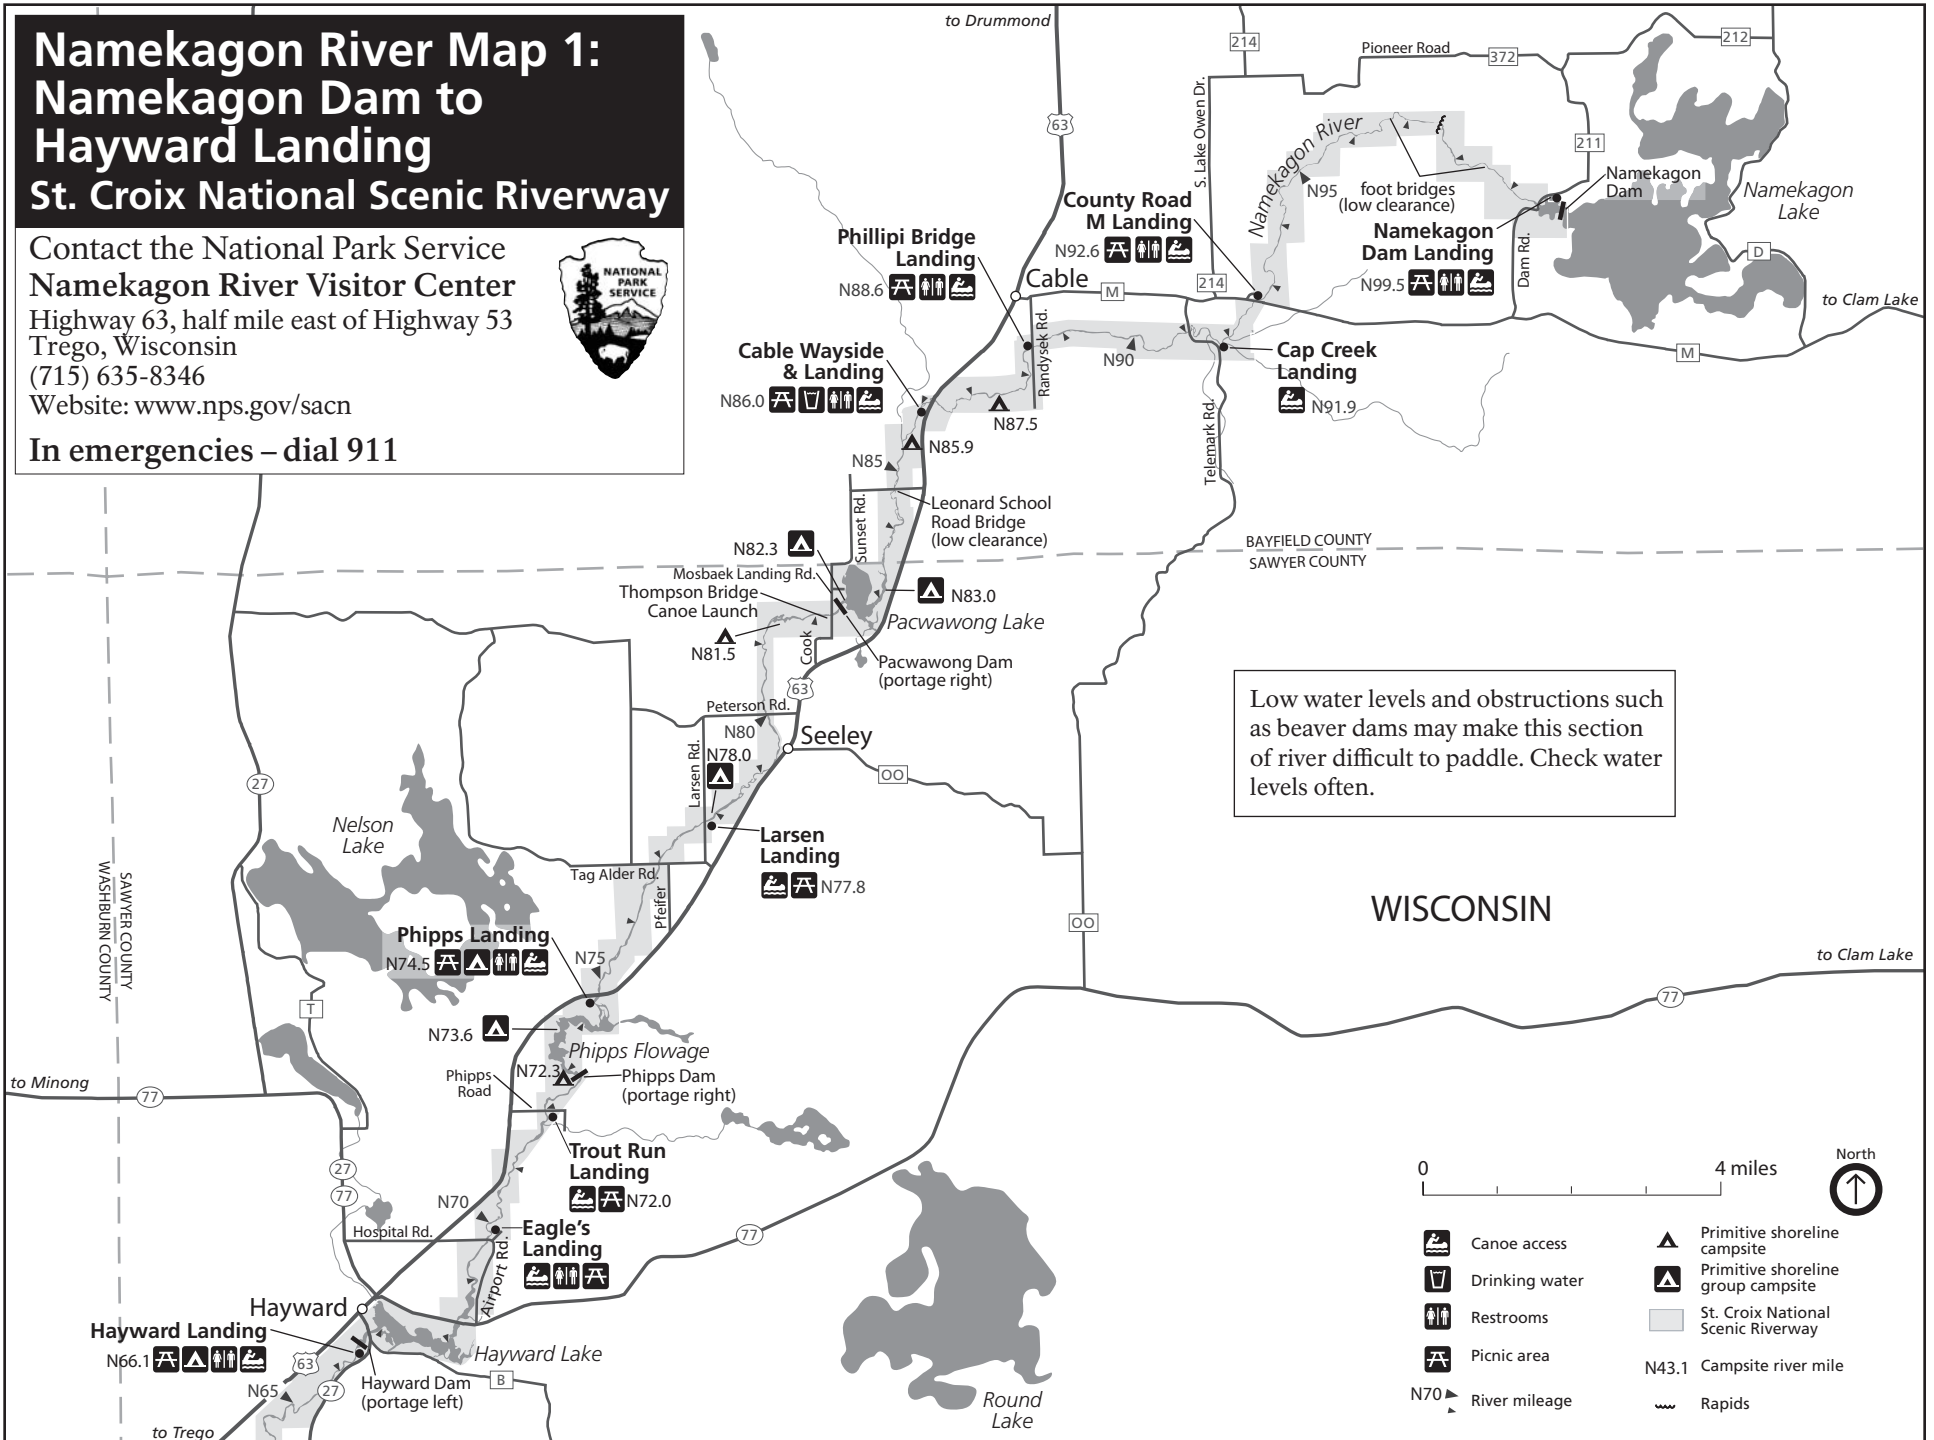 Namekagon River Map 1:
Namekagon Dam to
Hayward Landing
St. Croix National Scenic Riverway
Contact the National Park Service
Namekagon River Visitor Center
Highway 63, half mile east of Highway 53
Trego, Wisconsin
(715) 635-8346
Website: www.nps.gov/sacn
In emergencies – dial 911
NATIONAL
PARK
SERVICE
to Drummond
63
214
S. Lake Owen Dr.
Pioneer Road
372
212
211
Namekagon River
N95
foot bridges
(low clearance)
Namekagon
Dam
Namekagon
Lake
Namekagon
Dam Landing
N99.5
Dam Rd.
D
to Clam Lake
M
County Road
M Landing
N92.6
214
Phillipi Bridge
Landing
N88.6
Cable
M
Randysek Rd.
N90
Cap Creek
Landing
N91.9
Telemark Rd.
Cable Wayside
& Landing
N86.0
N87.5
N85.9
N85
Leonard School
Road Bridge
(low clearance)
Sunset Rd.
BAYFIELD COUNTY
SAWYER COUNTY
N82.3
Mosbaek Landing Rd.
Thompson Bridge
Canoe Launch
N83.0
Pacwawong Lake
N81.5
Cook
Pacwawong Dam
(portage right)
63
Peterson Rd.
N80
Seeley
OO
Larsen Rd.
N78.0
Larsen
Landing
N77.8
Low water levels and obstructions such
as beaver dams may make this section
of river difficult to paddle. Check water
levels often.
27
Nelson
Lake
SAWYER COUNTY
WASHBURN COUNTY
Tag Alder Rd.
Pfeifer
WISCONSIN
OO
Phipps Landing
N74.5
N75
to Clam Lake
77
T
N73.6
Phipps Flowage
N72.3
Phipps Dam
(portage right)
Phipps
Road
to Minong
77
Trout Run
Landing
N72.0
27
77
N70
Hospital Rd.
Eagle's
Landing
Airport Rd.
77
Hayward
Hayward Landing
N66.1
63
Hayward Lake
Hayward Dam
(portage left)
B
N65
27
to Trego
Round
Lake
0
4 miles
North
Canoe access
Drinking water
Restrooms
Picnic area
N70
River mileage
Primitive shoreline
campsite
Primitive shoreline
group campsite
St. Croix National
Scenic Riverway
N43.1
Campsite river mile
Rapids